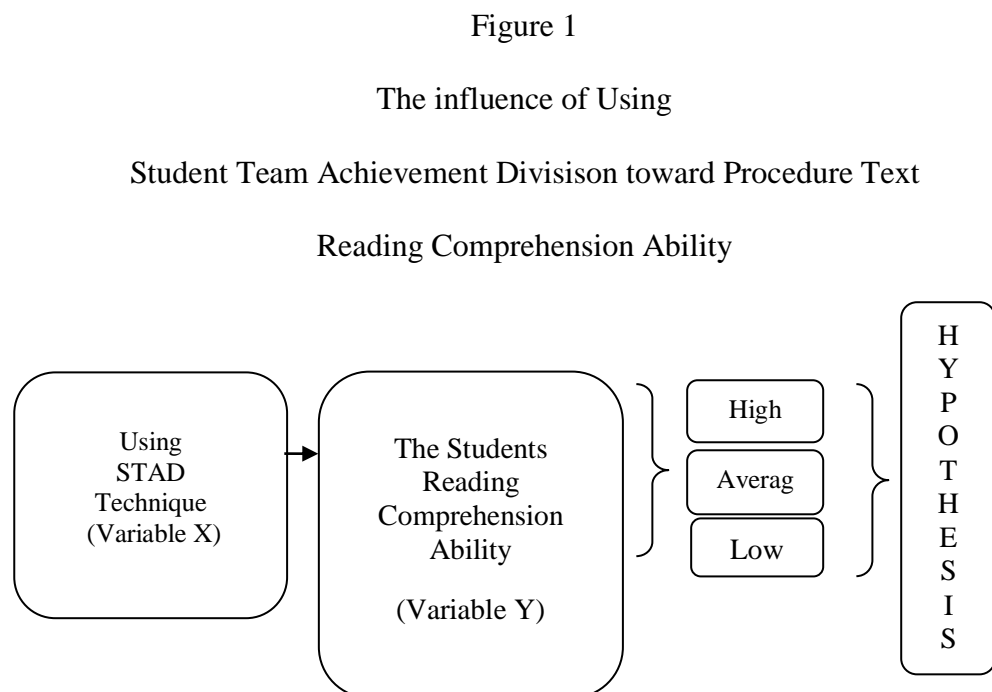 Figure 1
The influence of Using
Student Team Achievement Divisison toward Procedure Text
Reading Comprehension Ability
Using
STAD
Technique
(Variable X)
The Students
Reading
Comprehension
Ability
(Variable Y)
High
Averag
Low
H
Y
P
O
T
H
E
S
I
S